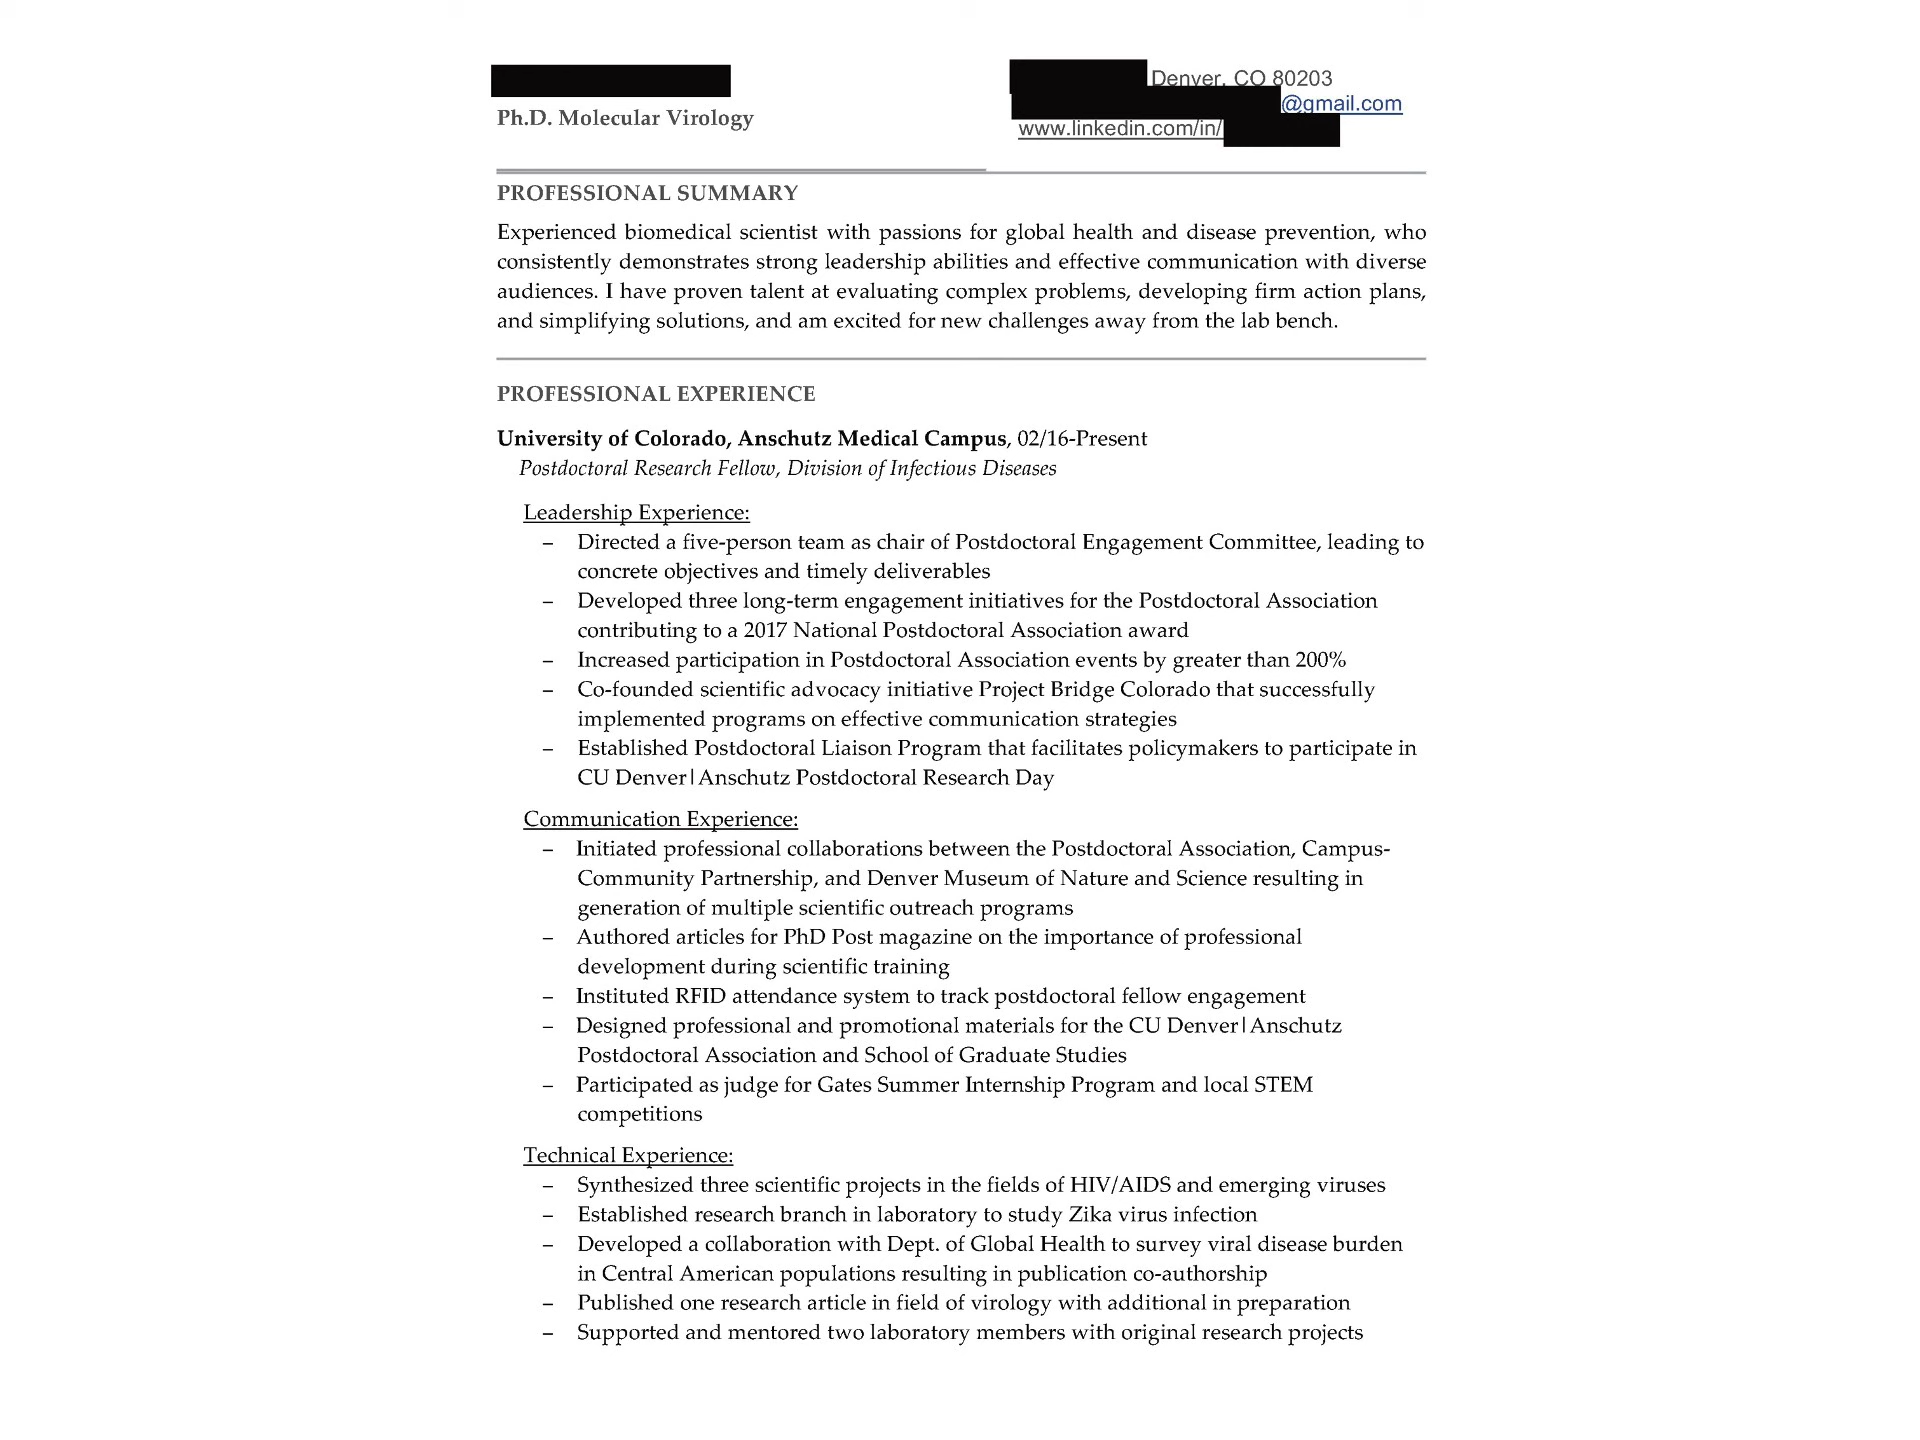 Denver, CO 80203
Ph.D. Molecular Virology
@gmail.com
www.linkedin.com/in/
PROFESSIONAL SUMMARY
Experienced biomedical scientist with passions for global health and disease prevention, who
consistently demonstrates strong leadership abilities and effective communication with diverse
audiences. I have proven talent at evaluating complex problems, developing firm action plans,
and simplifying solutions, and am excited for new challenges away from the lab bench.
PROFESSIONAL EXPERIENCE
University of Colorado, Anschutz Medical Campus, 02/16-Present
Postdoctoral Research Fellow, Division of Infectious Diseases
Leadership Experience:
– Directed a five-person team as chair of Postdoctoral Engagement Committee, leading to
concrete objectives and timely deliverables
– Developed three long-term engagement initiatives for the Postdoctoral Association
contributing to a 2017 National Postdoctoral Association award
– Increased participation in Postdoctoral Association events by greater than 200%
– Co-founded scientific advocacy initiative Project Bridge Colorado that successfully
implemented programs on effective communication strategies
– Established Postdoctoral Liaison Program that facilitates policymakers to participate in
CU Denver|Anschutz Postdoctoral Research Day
Communication Experience:
– Initiated professional collaborations between the Postdoctoral Association, Campus-
Community Partnership, and Denver Museum of Nature and Science resulting in
generation of multiple scientific outreach programs
– Authored articles for PhD Post magazine on the importance of professional
development during scientific training
– Instituted RFID attendance system to track postdoctoral fellow engagement
– Designed professional and promotional materials for the CU Denver|Anschutz
Postdoctoral Association and School of Graduate Studies
– Participated as judge for Gates Summer Internship Program and local STEM
competitions
Technical Experience:
– Synthesized three scientific projects in the fields of HIV/AIDS and emerging viruses
– Established research branch in laboratory to study Zika virus infection
– Developed a collaboration with Dept. of Global Health to survey viral disease burden
in Central American populations resulting in publication co-authorship
– Published one research article in field of virology with additional in preparation
– Supported and mentored two laboratory members with original research projects